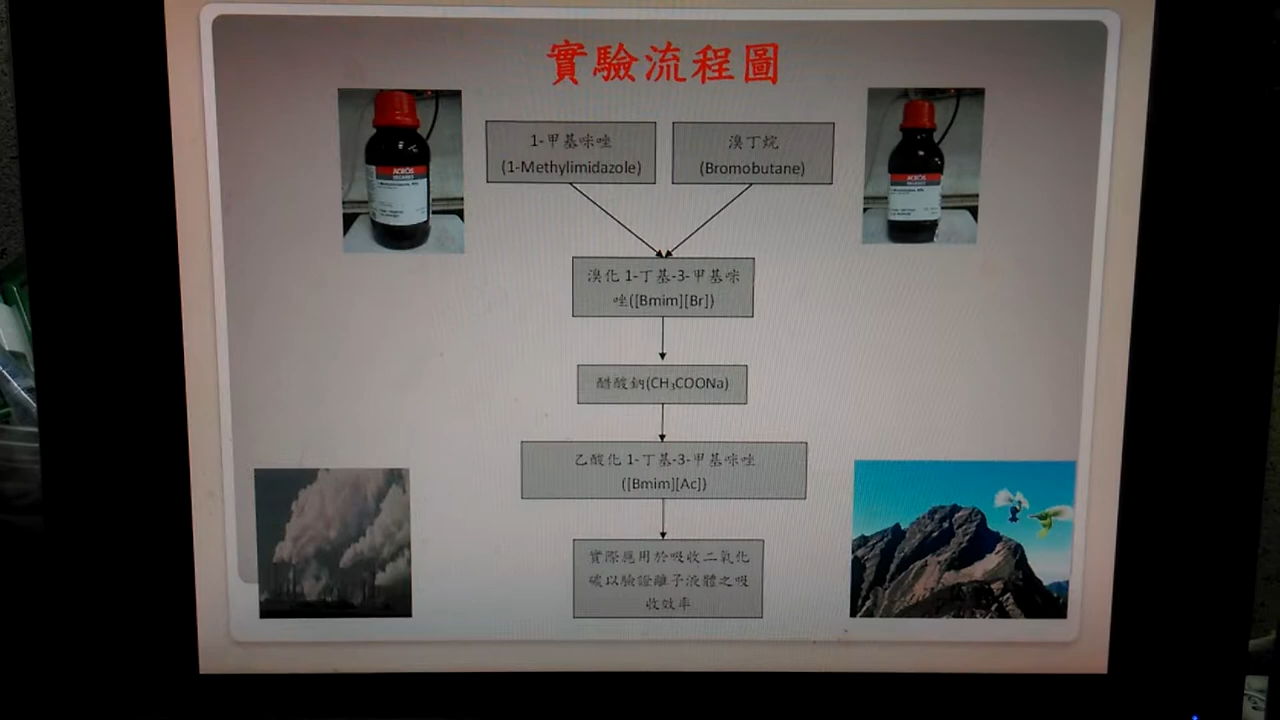 實驗流程圖
1-甲基咪唑
(1-Methylimidazole)
溴丁烷
(Bromobutane)
ACROS
ACROS
溴化 1-丁基-3-甲基咪
唑([Bmim][Br])
醋酸鈉(CH₃COONa)
乙酸化 1-丁基-3-甲基咪唑
([Bmim][Ac])
實際應用於吸收二氧化
碳以驗證離子液體之吸
收效率